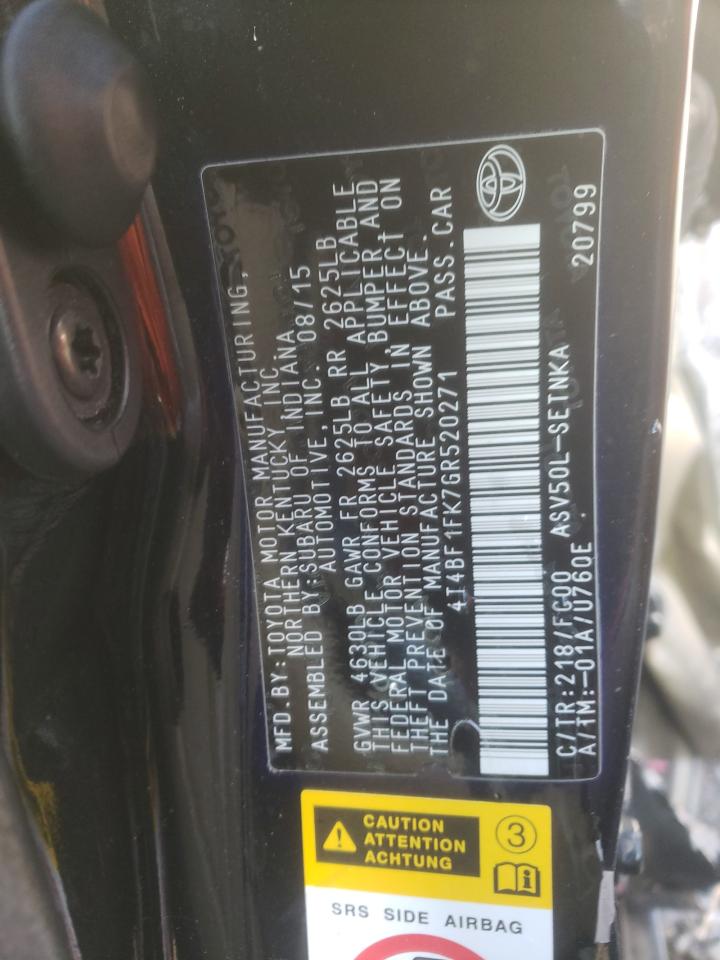 MFD. BY: TOYOTA MOTOR MANUFACTURING,
NORTHERN KENTUCKY INC.
ASSEMBLED BY: SUBARU OF INDIANA
AUTOMOTIVE, INC. 08/15
GVWR 4630LB GAWR FR 2625LB RR 2625LB
THIS VEHICLE CONFORMS TO ALL APPLICABLE
FEDERAL MOTOR VEHICLE SAFETY, BUMPER, AND
THEFT PREVENTION STANDARDS IN EFFECT ON
THE DATE OF MANUFACTURE SHOWN ABOVE.
4T4BF1FK7GR520271 PASS. CAR
C/TR: 218/FC00 ASV50L-SETNKA 20799
A/TM: -01A/U760E
CAUTION
ATTENTION
ACHTUNG
3
SRS SIDE AIRBAG